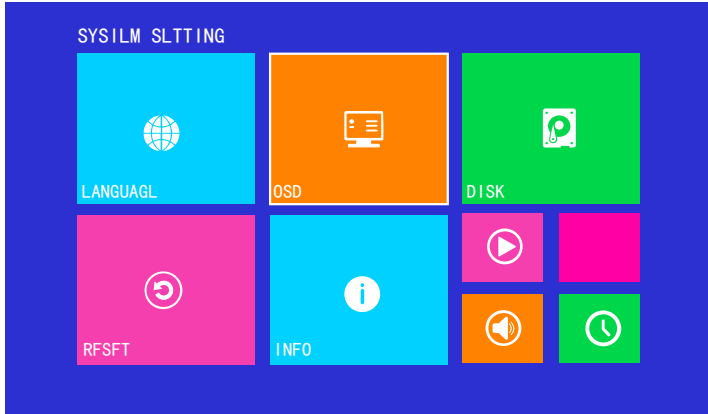 SYSILM SLTTING
LANGUAGL
OSD
DISK
RFSFT
INFO